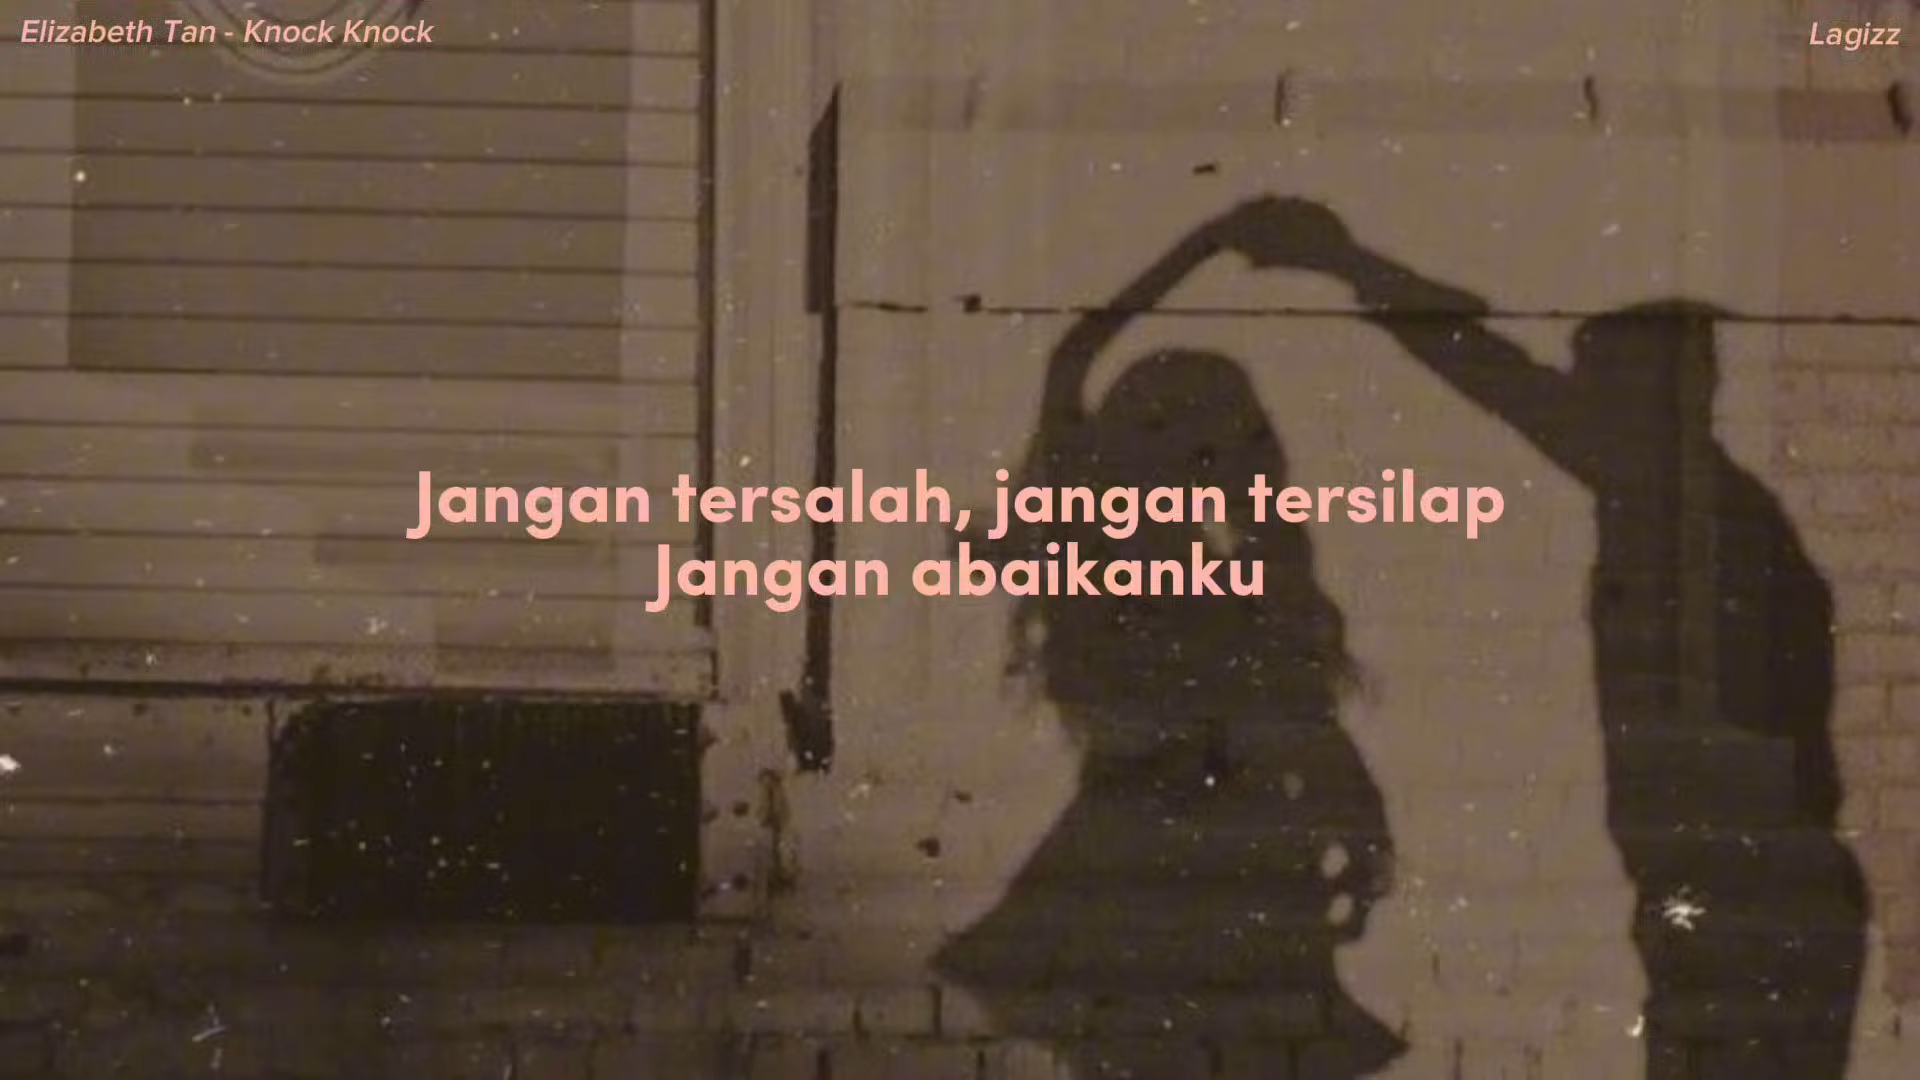 Elizabeth Tan - Knock Knock
Lagizz
Jangan tersalah, jangan tersilap
Jangan abaikanku